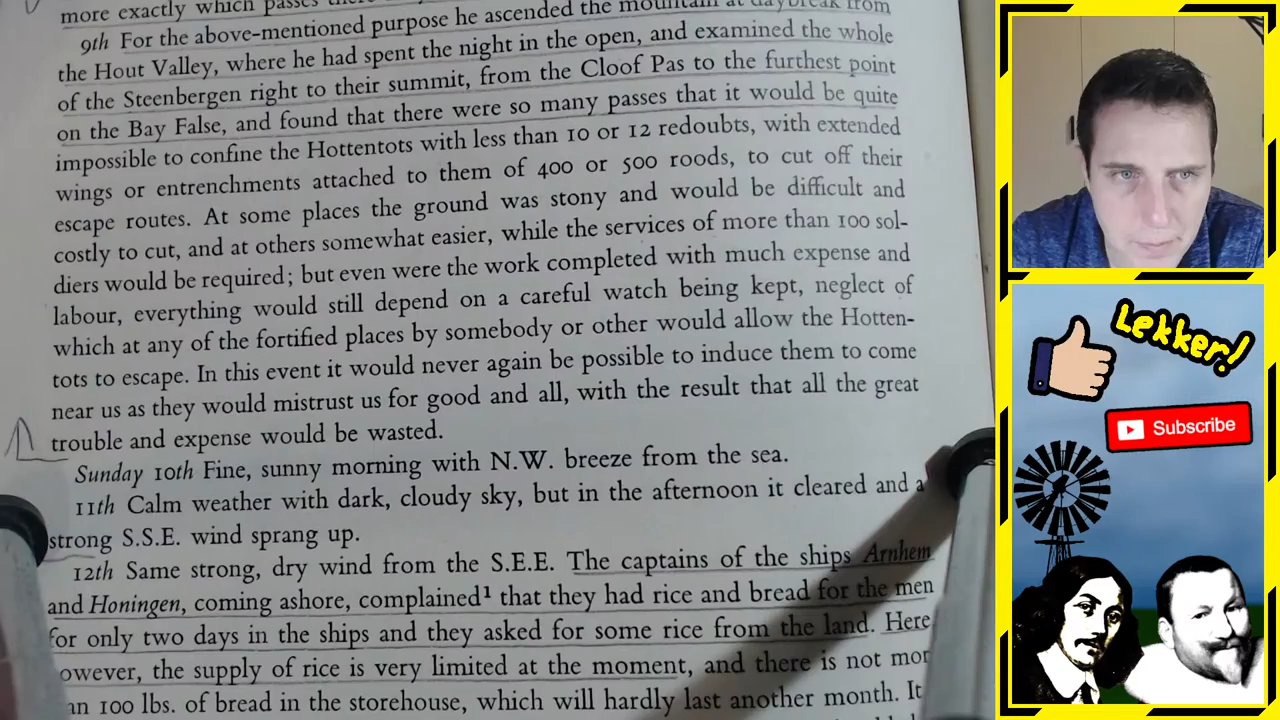 more exactly which passes
9th For the above-mentioned purpose he ascended the mountain at daybreak from
the Hout Valley, where he had spent the night in the open, and examined the whole
of the Steenbergen right to their summit, from the Cloof Pas to the furthest point
on the Bay False, and found that there were so many passes that it would be quite
impossible to confine the Hottentots with less than 10 or 12 redoubts, with extended
wings or entrenchments attached to them of 400 or 500 roods, to cut off their
escape routes. At some places the ground was stony and would be difficult and
costly to cut, and at others somewhat easier, while the services of more than 100 sol-
diers would be required; but even were the work completed with much expense and
labour, everything would still depend on a careful watch being kept, neglect of
which at any of the fortified places by somebody or other would allow the Hotten-
tots to escape. In this event it would never again be possible to induce them to come
near us as they would mistrust us for good and all, with the result that all the great
trouble and expense would be wasted.
Sunday 10th Fine, sunny morning with N.W. breeze from the sea.
11th Calm weather with dark, cloudy sky, but in the afternoon it cleared and a
strong S.S.E. wind sprang up.
12th Same strong, dry wind from the S.E.E. The captains of the ships Arnhem
and Honingen, coming ashore, complained¹ that they had rice and bread for the men
for only two days in the ships and they asked for some rice from the land. Here
owever, the supply of rice is very limited at the moment, and there is not mor
an 100 lbs. of bread in the storehouse, which will hardly last another month. It
Lekker!
Subscribe